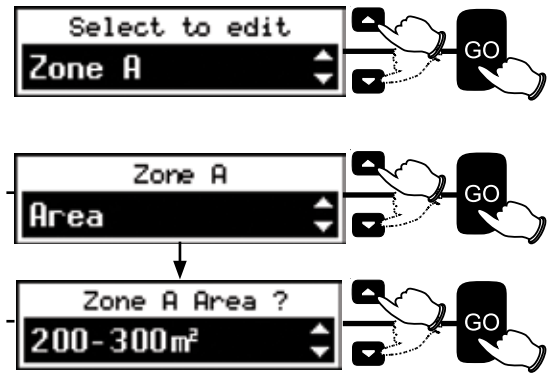 Select to edit
Zone A
GO
Zone A
Area
GO
Zone A Area ?
200-300m²
GO